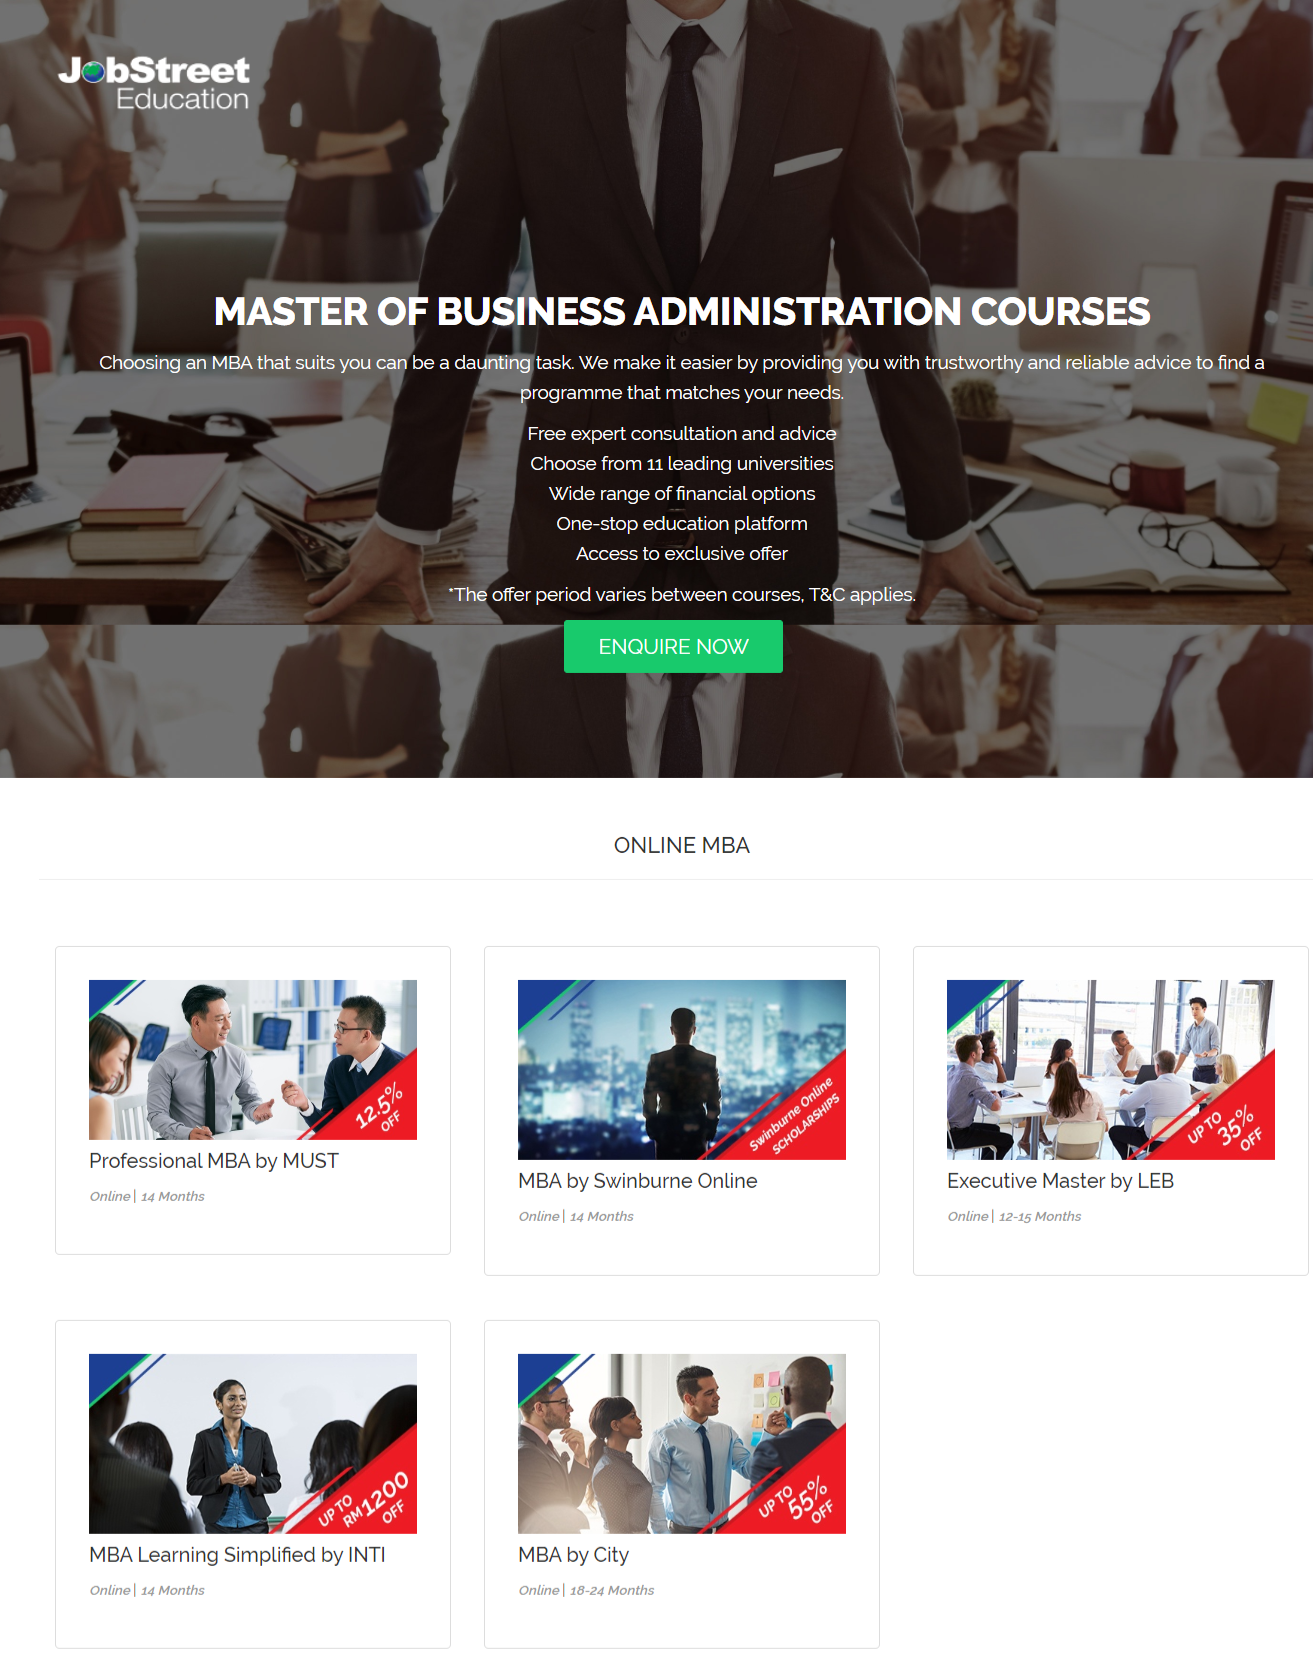 JobStreet
Education
MASTER OF BUSINESS ADMINISTRATION COURSES
Choosing an MBA that suits you can be a daunting task. We make it easier by providing you with trustworthy and reliable advice to find a
programme that matches your needs.
Free expert consultation and advice
Choose from 11 leading universities
Wide range of financial options
One-stop education platform
Access to exclusive offer
*The offer period varies between courses, T&C applies.
ENQUIRE NOW
ONLINE MBA
12.5%
OFF
Professional MBA by MUST
Online | 14 Months
Swinburne Online
SCHOLARSHIPS
MBA by Swinburne Online
Online | 14 Months
UP TO
35%
OFF
Executive Master by LEB
Online | 12-15 Months
UP TO
RM1200
OFF
MBA Learning Simplified by INTI
Online | 14 Months
UP TO
55%
OFF
MBA by City
Online | 18-24 Months